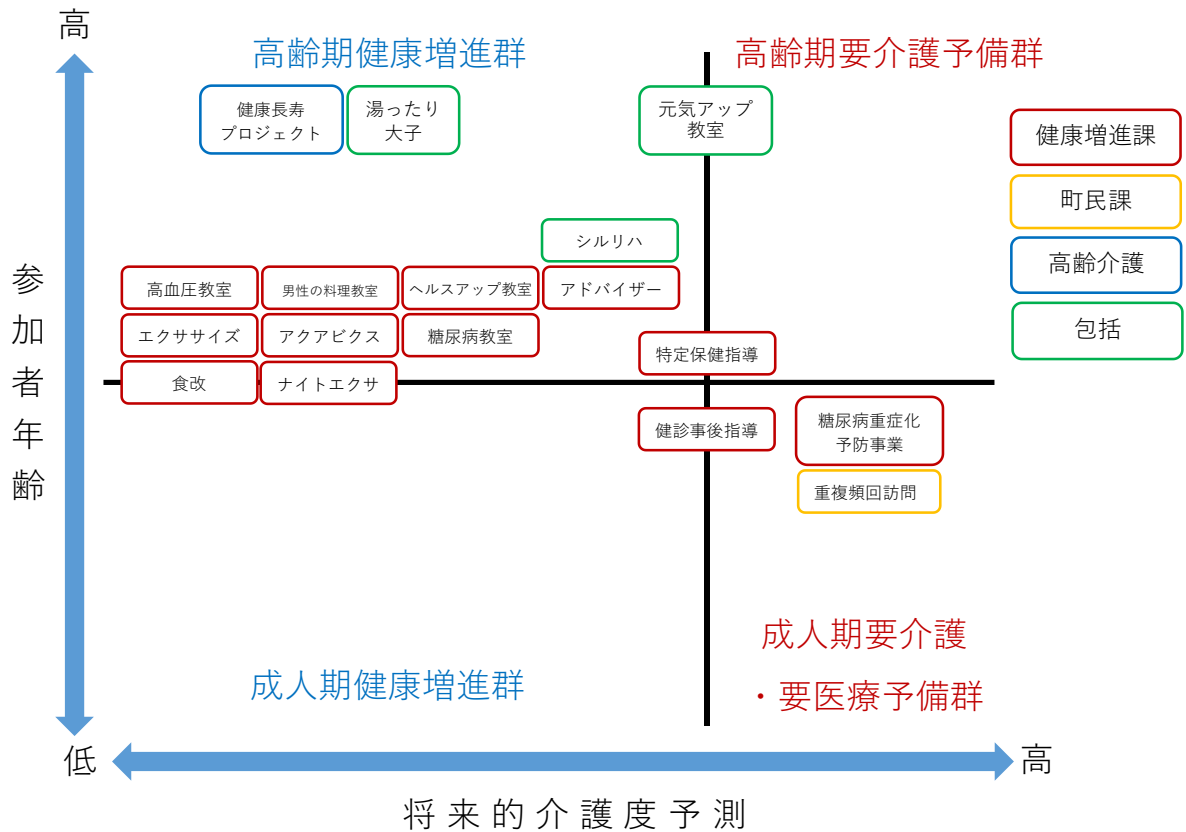 高
高齢期健康増進群
高齢期要介護予備群
健康長寿
プロジェクト
湯ったり
大子
元気アップ
教室
健康増進課
町民課
高齢介護
包括
シルリハ
高血圧教室
男性の料理教室
ヘルスアップ教室
アドバイザー
エクササイズ
アクアビクス
糖尿病教室
特定保健指導
食改
ナイトエクサ
健診事後指導
糖尿病重症化
予防事業
重複頻回訪問
参加者年齢
成人期健康増進群
成人期要介護
・要医療予備群
低
高
将来的介護度予測